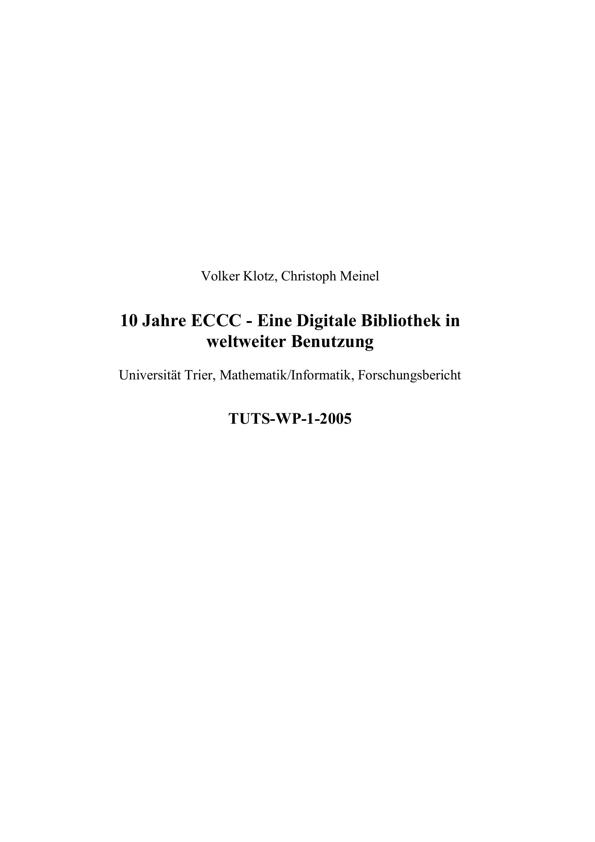 Volker Klotz, Christoph Meinel
10 Jahre ECCC - Eine Digitale Bibliothek in
weltweiter Benutzung
Universität Trier, Mathematik/Informatik, Forschungsbericht
TUTS-WP-1-2005